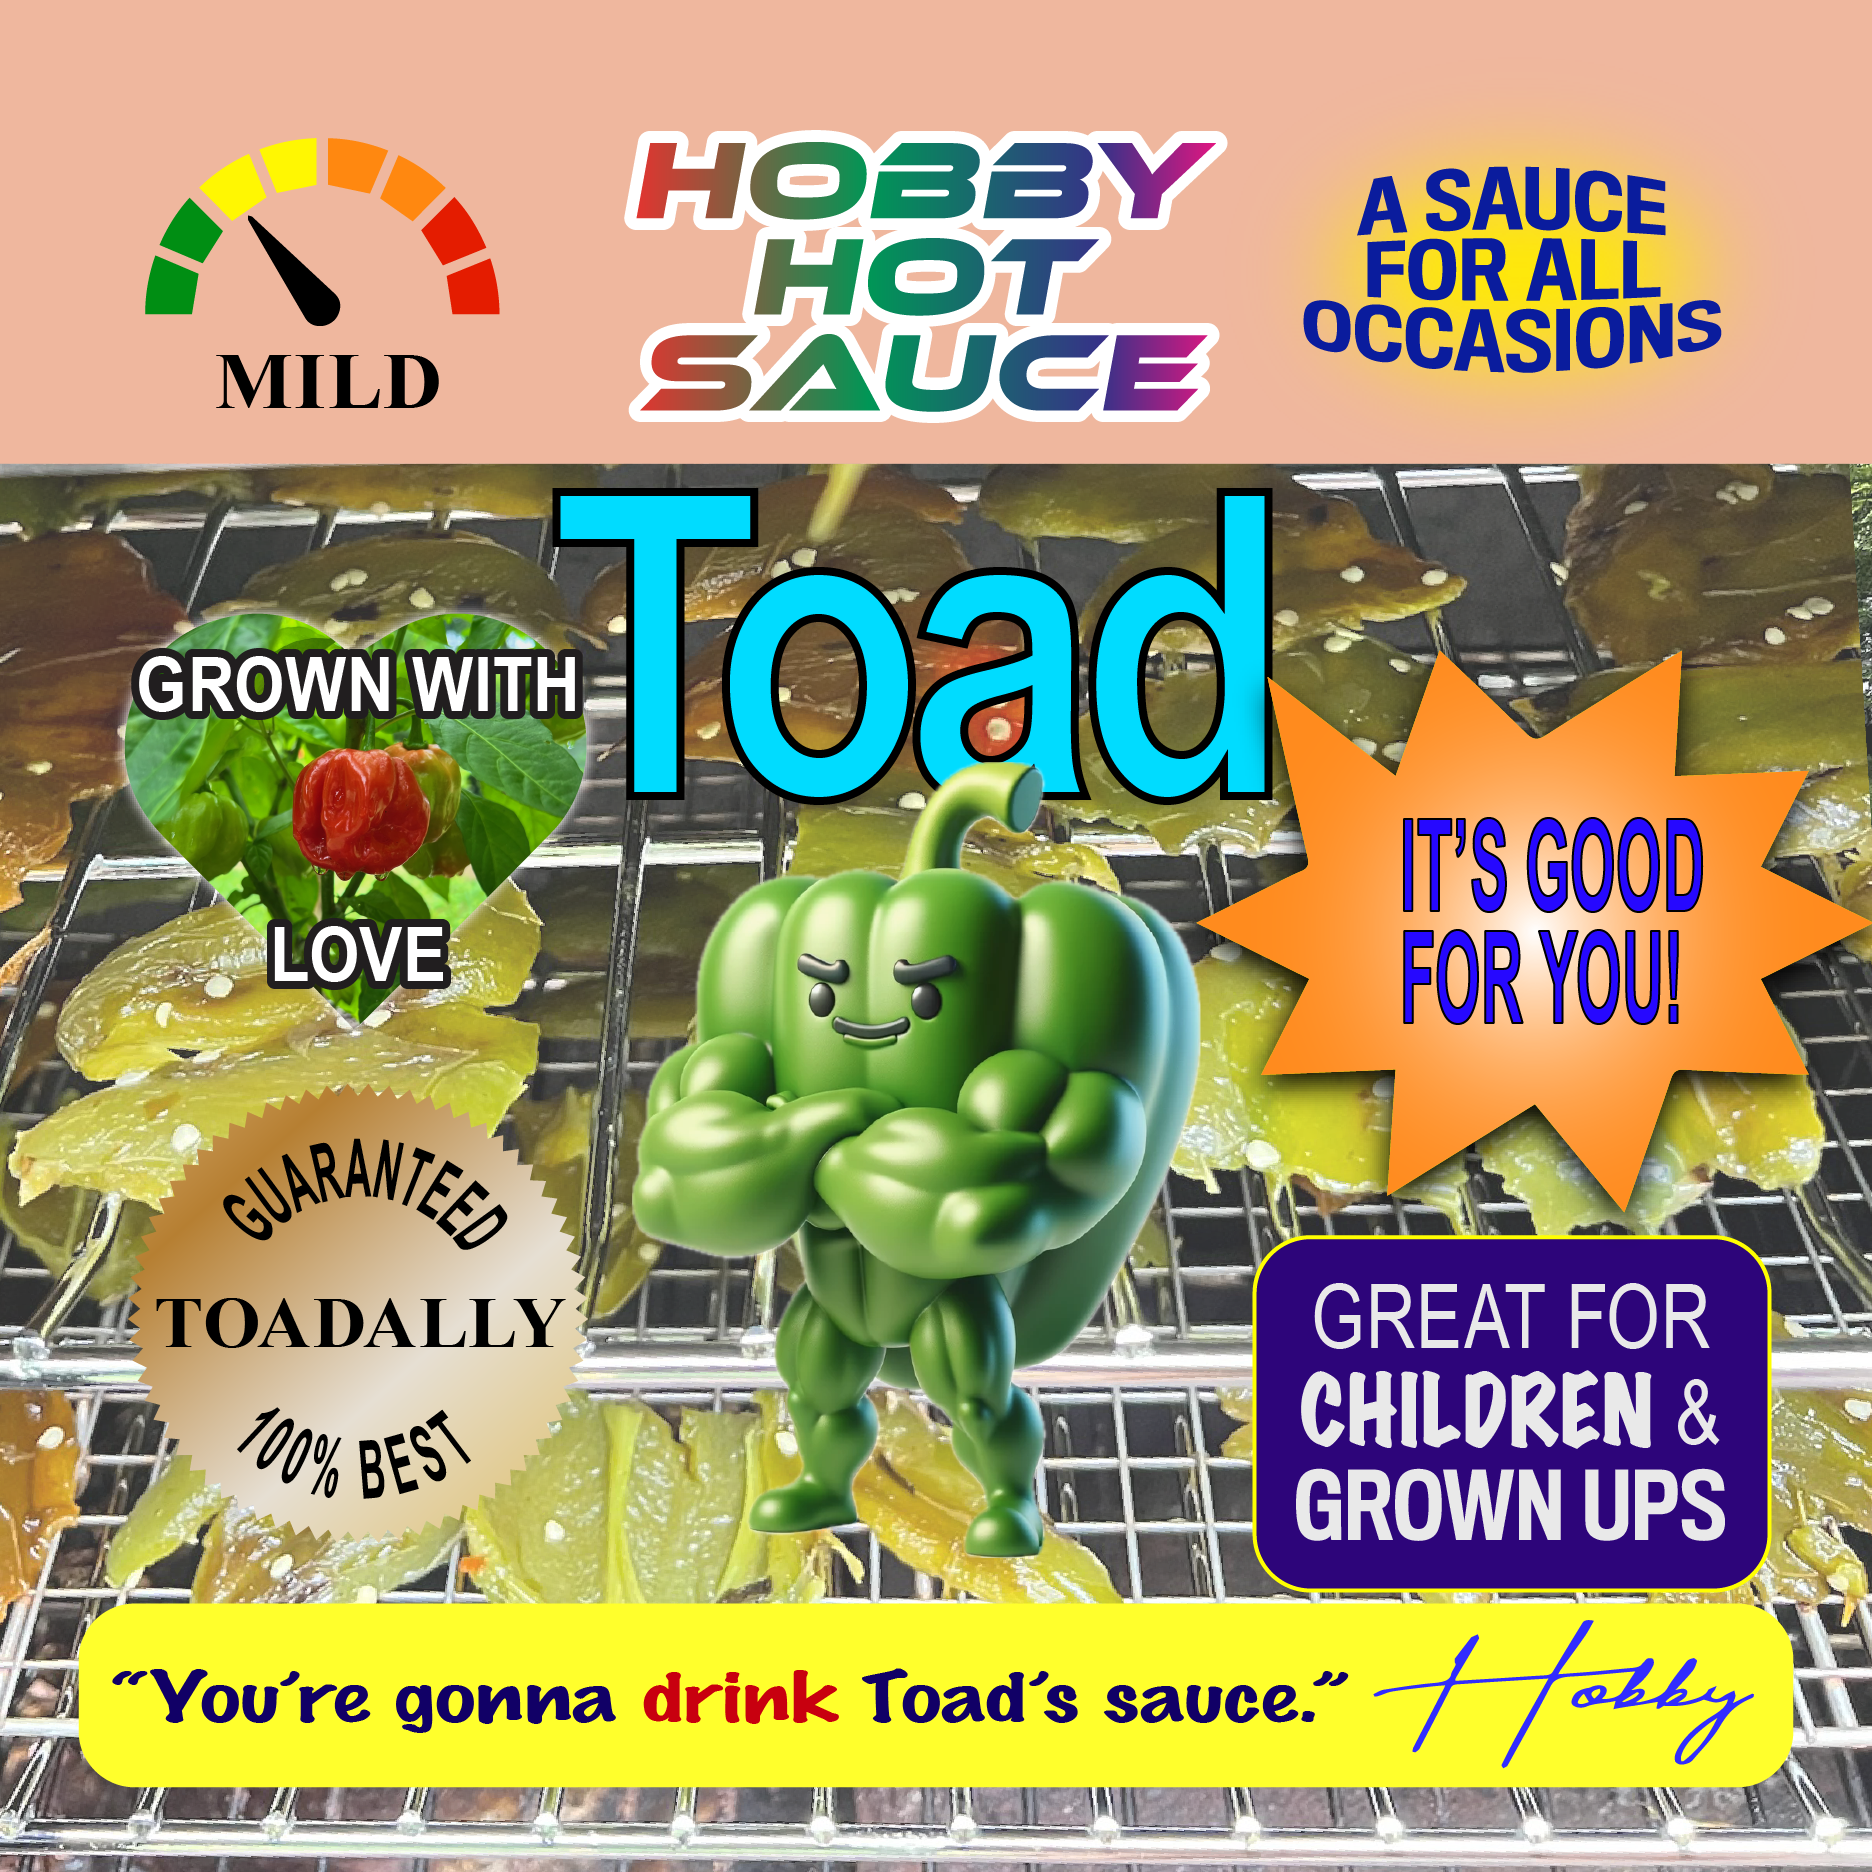 MILD
HOBBY
HOT
SAUCE
A SAUCE
FOR ALL
OCCASIONS
Toad
GROWN WITH
LOVE
IT'S GOOD
FOR YOU!
GUARANTEED
TOADALLY
100% BEST
GREAT FOR
CHILDREN &
GROWN UPS
“You're gonna drink Toad's sauce.” Hobby